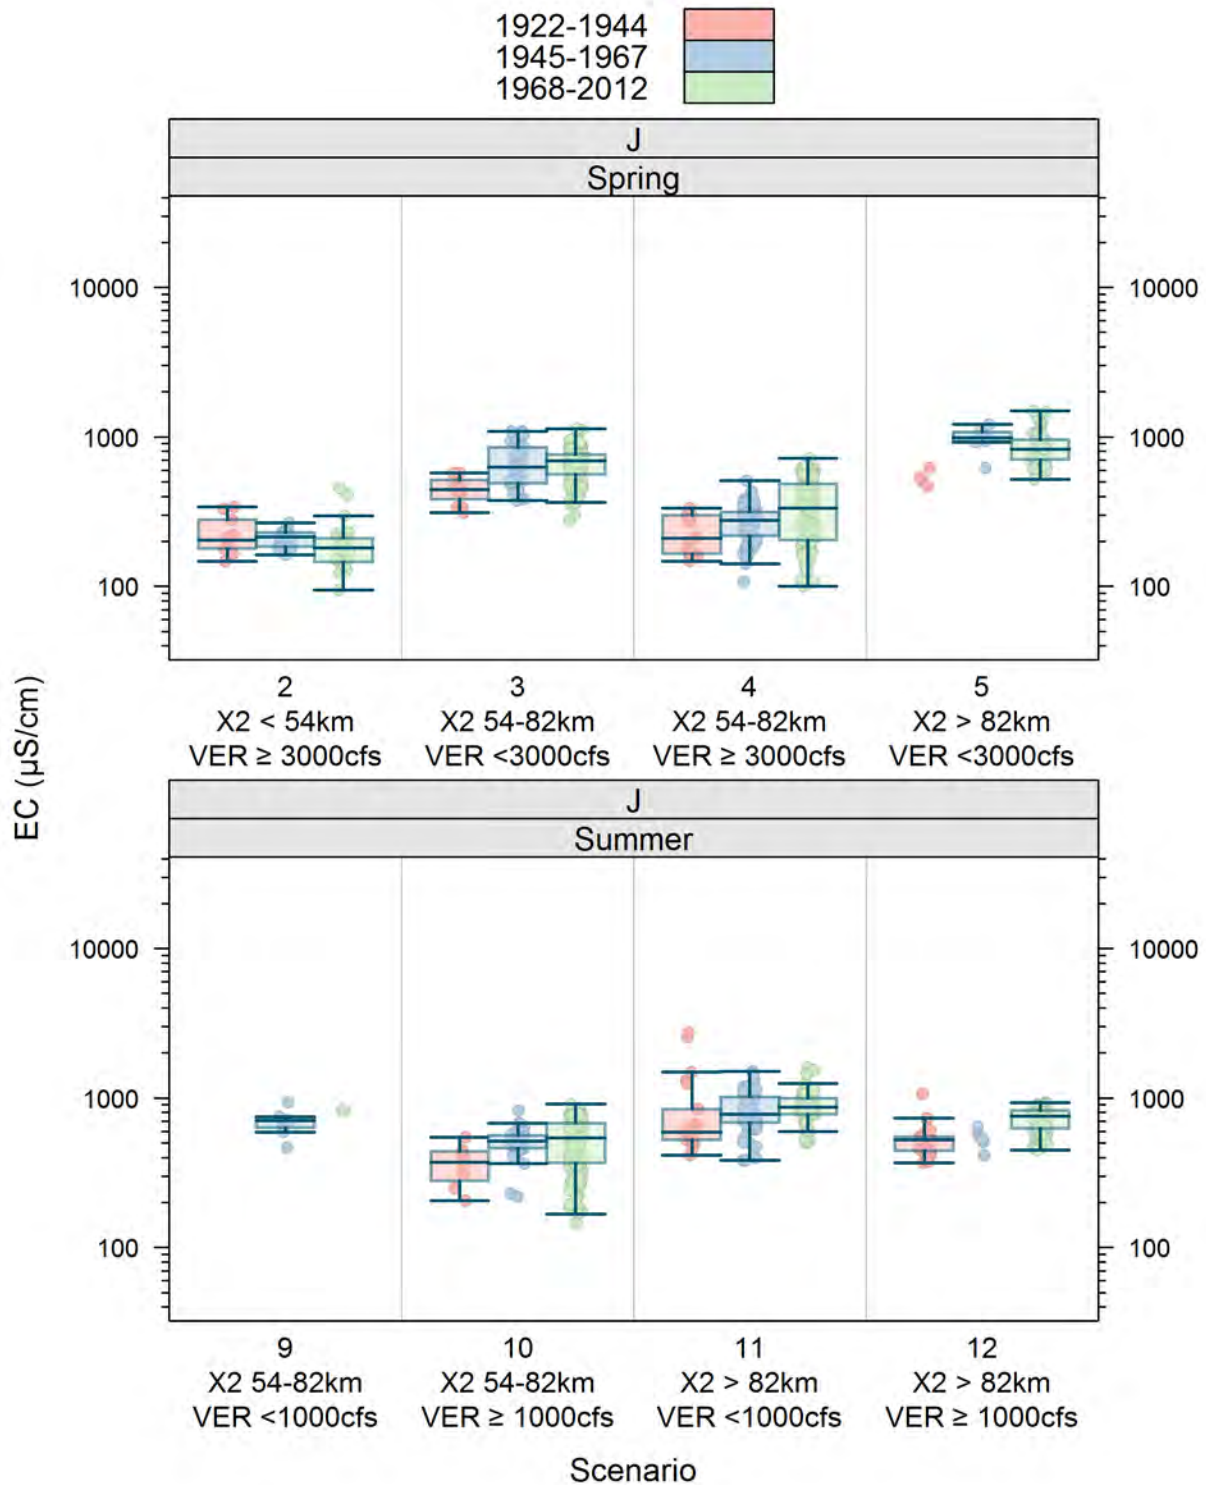 1922-1944
1945-1967
1968-2012
J
Spring
10000 10000
1000 1000
100 100
2 3 4 5
X2 < 54km X2 54-82km X2 54-82km X2 > 82km
VER ≥ 3000cfs VER <3000cfs VER ≥ 3000cfs VER <3000cfs
EC (µS/cm)
J
Summer
10000 10000
1000 1000
100 100
9 10 11 12
X2 54-82km X2 54-82km X2 > 82km X2 > 82km
VER <1000cfs VER ≥ 1000cfs VER <1000cfs VER ≥ 1000cfs
Scenario